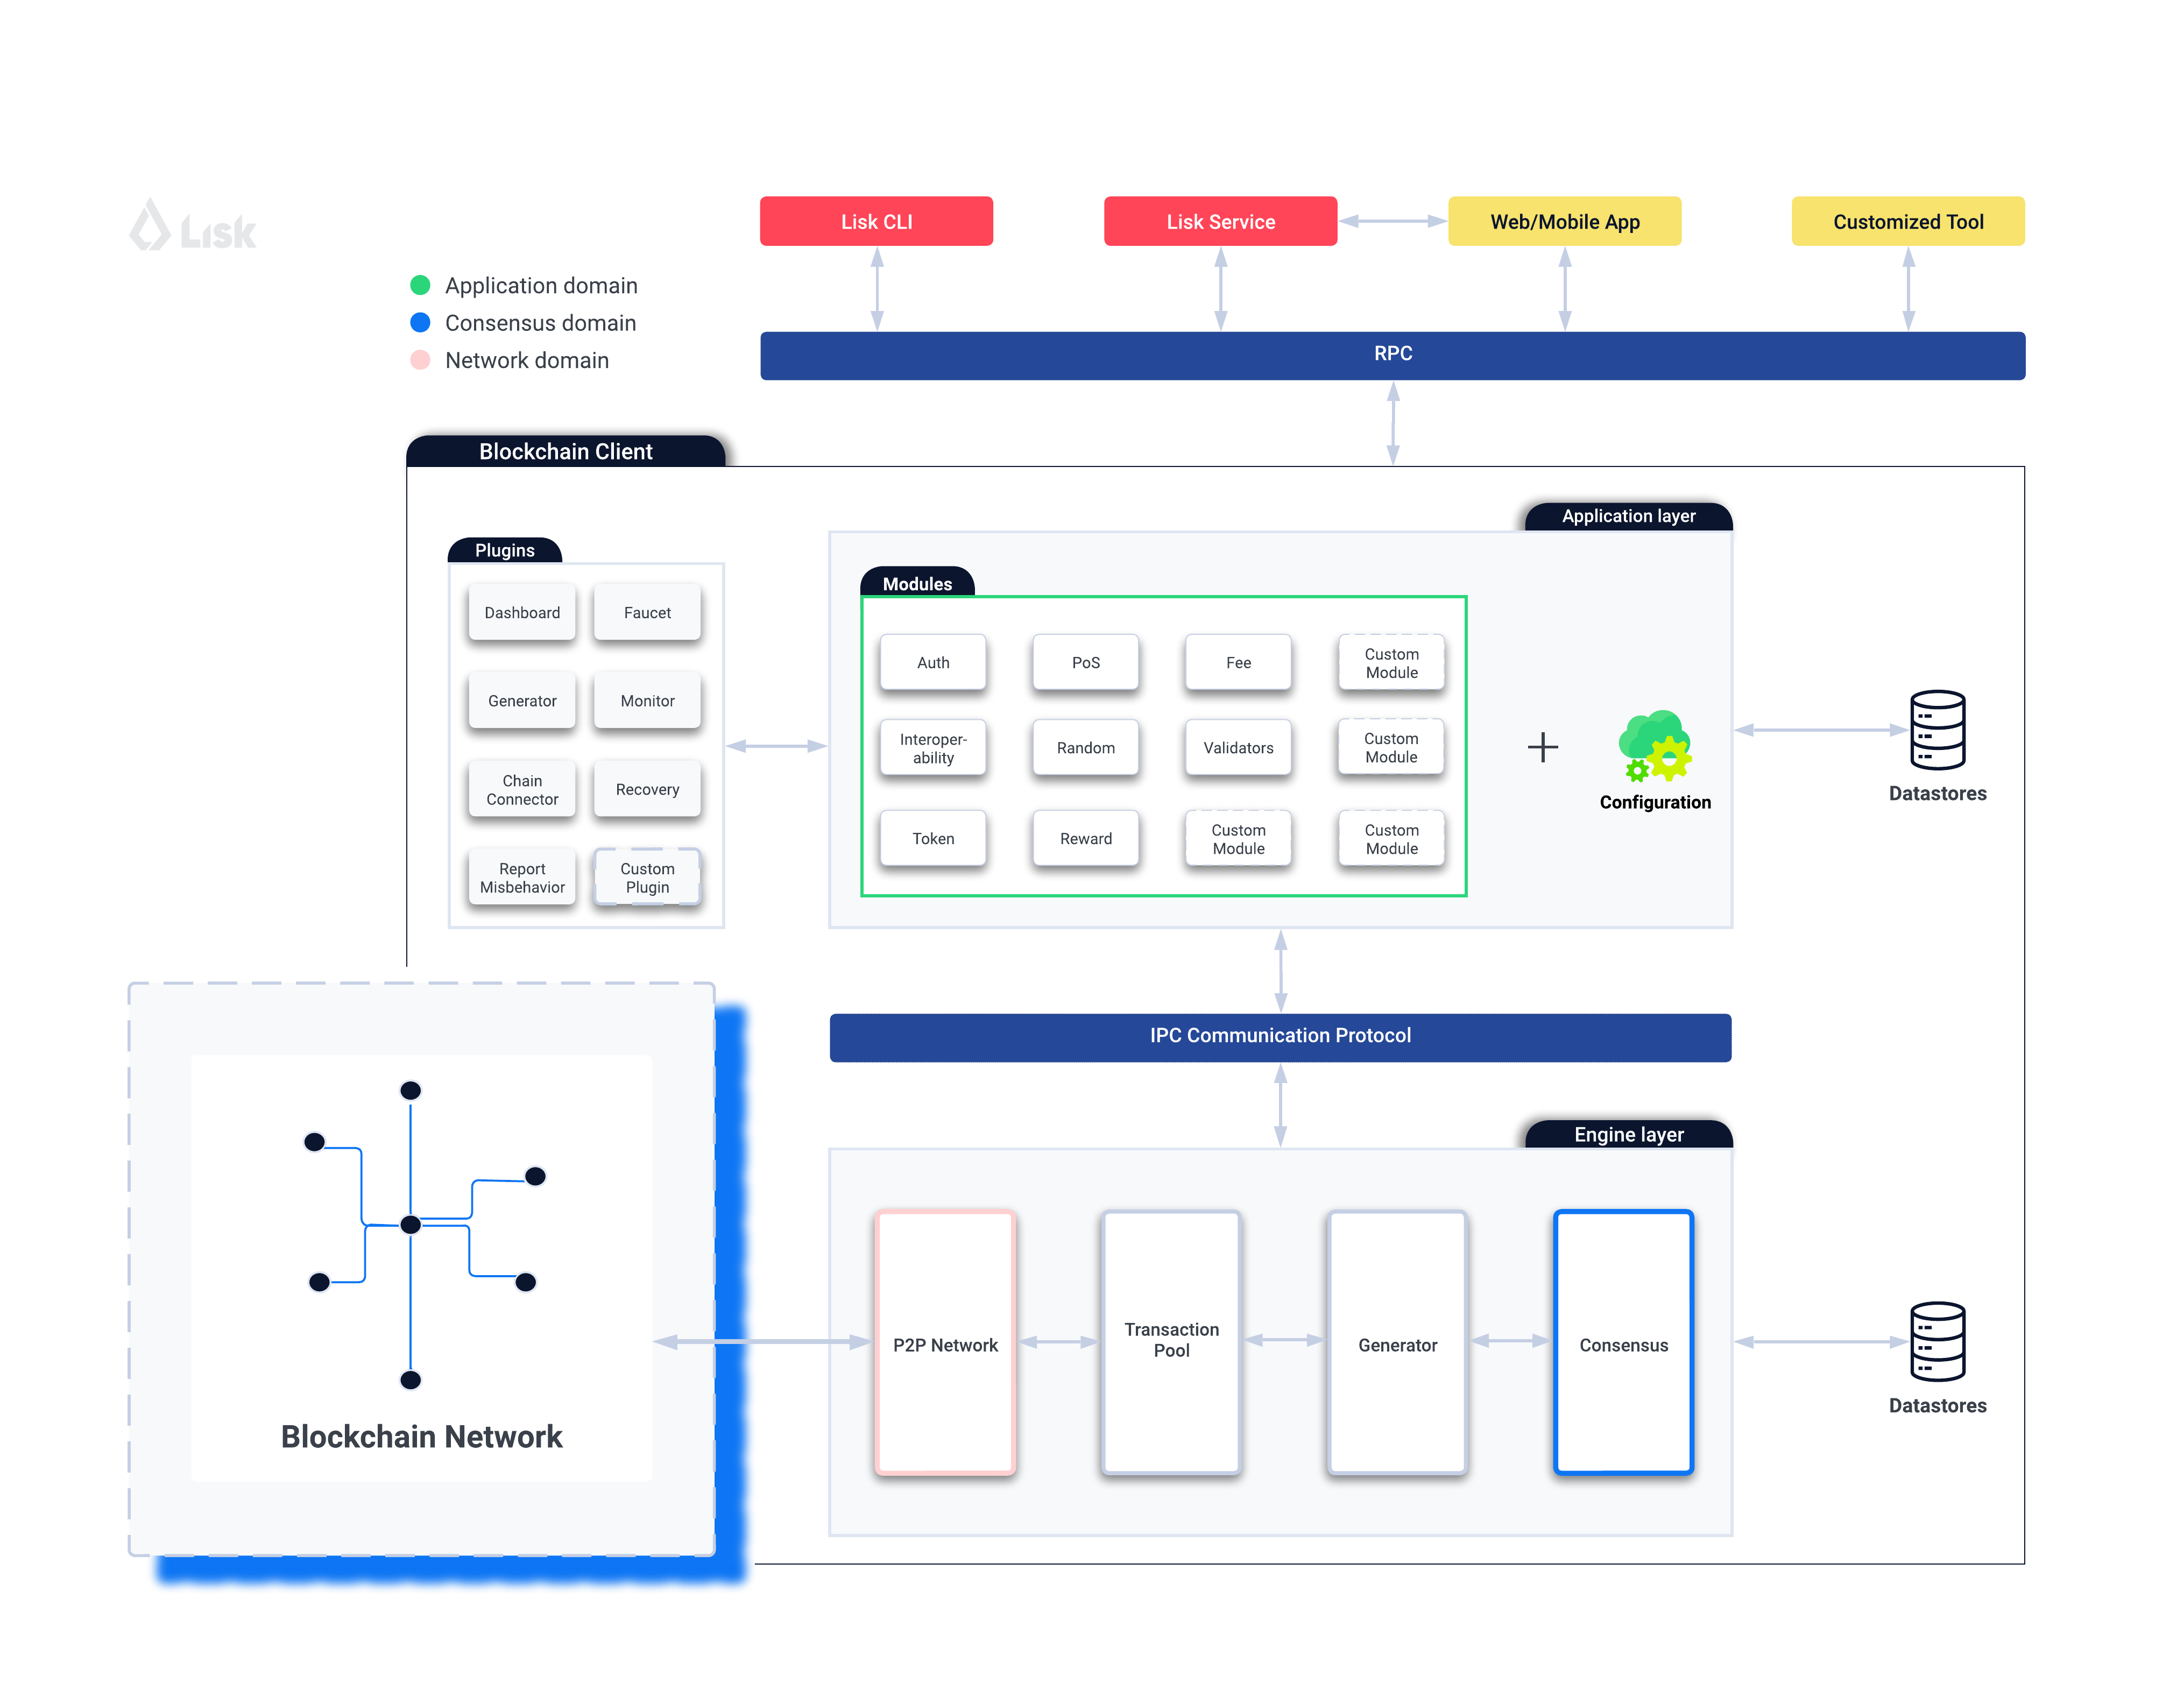 Lisk
Application domain
Consensus domain
Network domain
Lisk CLI
Lisk Service
Web/Mobile App
Customized Tool
RPC
Blockchain Client
Plugins
Dashboard
Faucet
Generator
Monitor
Chain
Connector
Recovery
Report
Misbehavior
Custom
Plugin
Application layer
Modules
Auth
PoS
Fee
Custom
Module
Interoper-
ability
Random
Validators
Custom
Module
Token
Reward
Custom
Module
Custom
Module
Configuration
Datastores
IPC Communication Protocol
Engine layer
P2P Network
Transaction
Pool
Generator
Consensus
Datastores
Blockchain Network